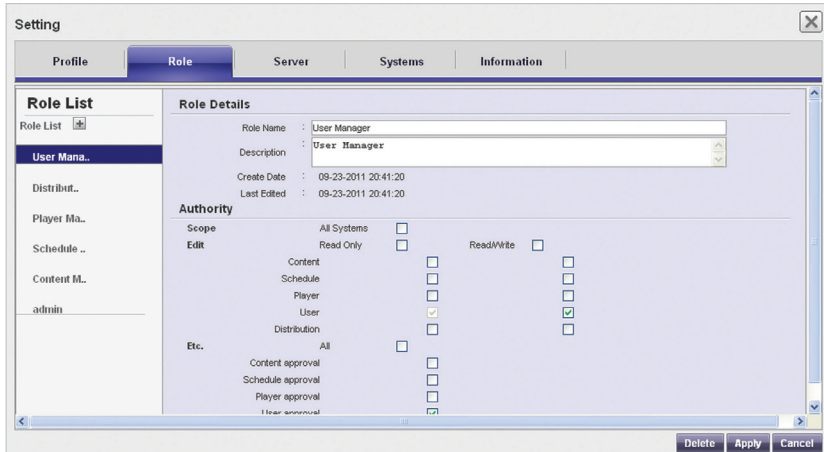 Setting
Profile Role Server Systems Information
Role List
Role List
User Mana..
Distribut..
Player Ma..
Schedule ..
Content M..
admin
Role Details
Role Name : User Manager
Description : User Manager
Create Date : 09-23-2011 20:41:20
Last Edited : 09-23-2011 20:41:20
Authority
Scope All Systems
Edit Read Only Read/Write
Content
Schedule
Player
User
Distribution
Etc. All
Content approval
Schedule approval
Player approval
User approval
Delete Apply Cancel